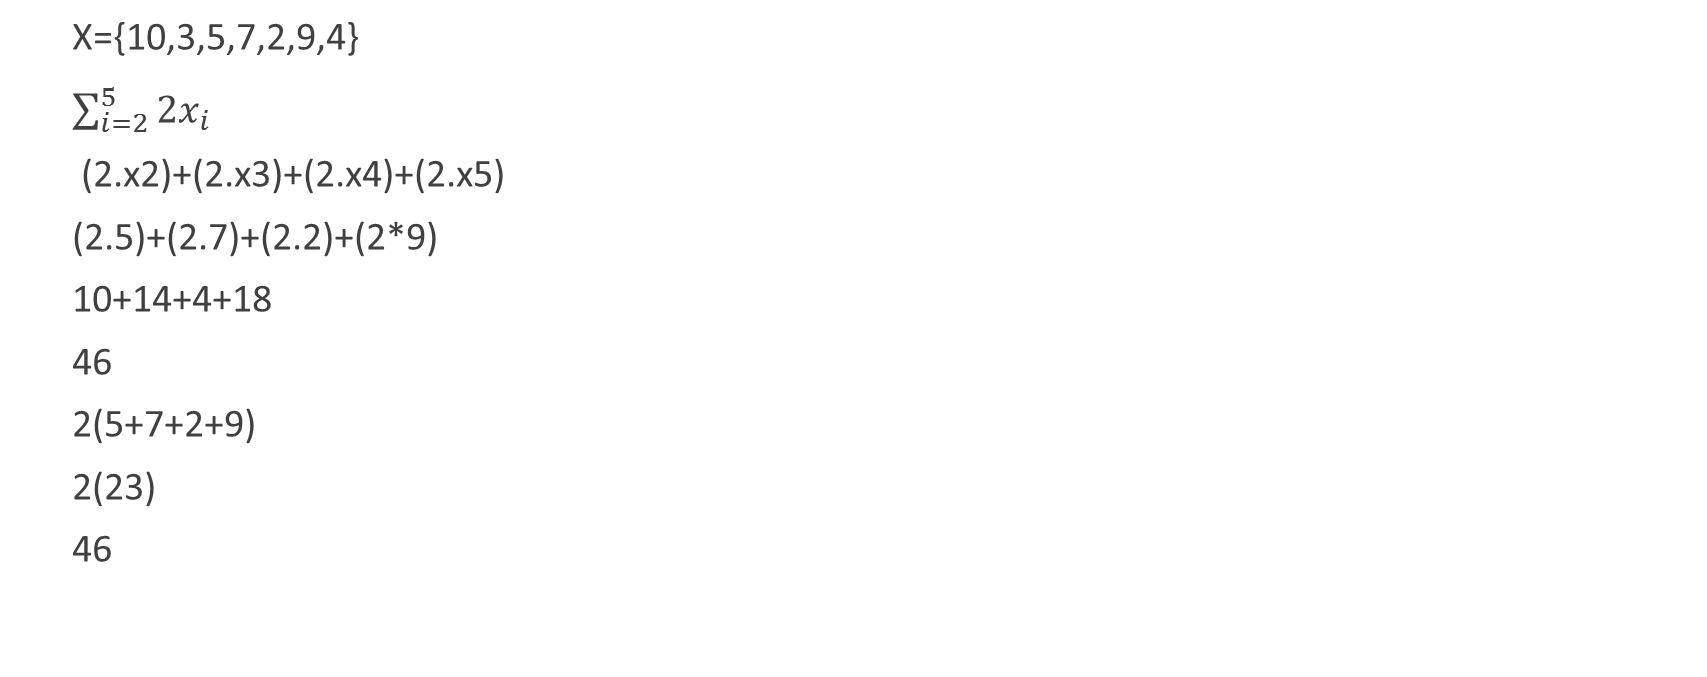 X={10,3,5,7,2,9,4}
∑_{i=2}^{5} 2x_i
(2.x2)+(2.x3)+(2.x4)+(2.x5)
(2.5)+(2.7)+(2.2)+(2*9)
10+14+4+18
46
2(5+7+2+9)
2(23)
46